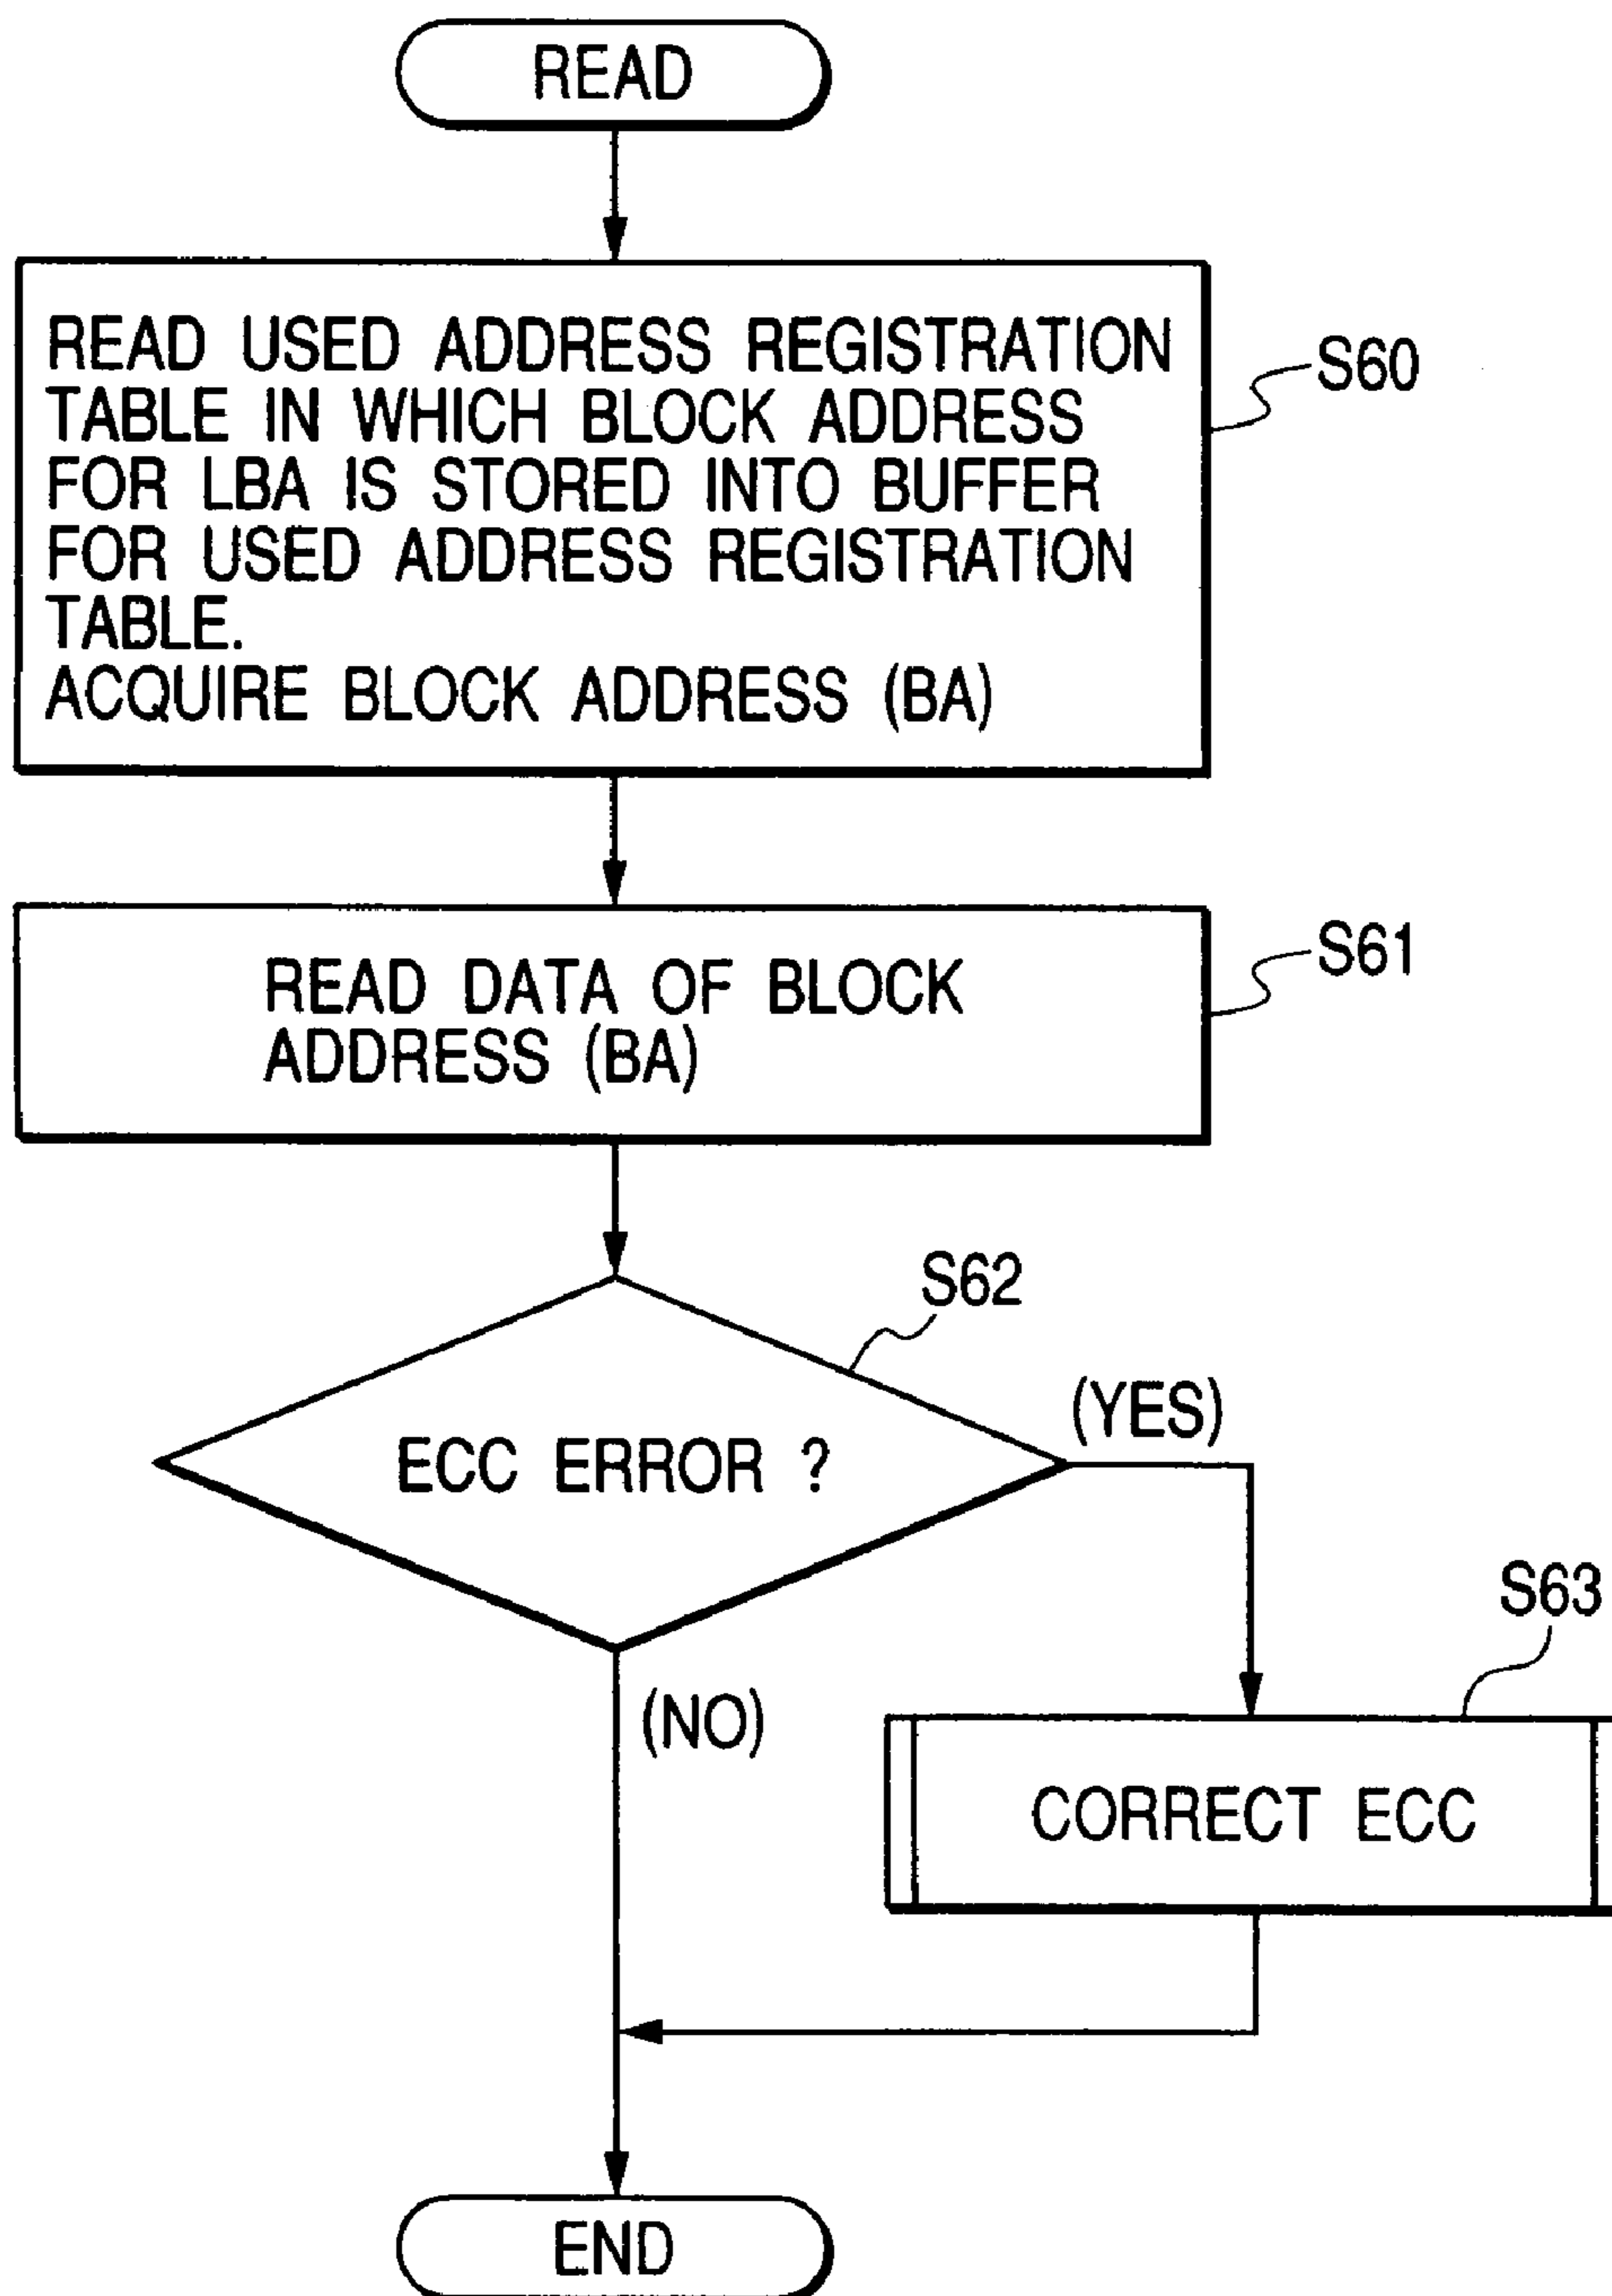 READ
READ USED ADDRESS REGISTRATION
TABLE IN WHICH BLOCK ADDRESS
FOR LBA IS STORED INTO BUFFER
FOR USED ADDRESS REGISTRATION
TABLE.
ACQUIRE BLOCK ADDRESS (BA)
S60
READ DATA OF BLOCK
ADDRESS (BA)
S61
S62
ECC ERROR ?
(YES)
S63
(NO)
CORRECT ECC
END